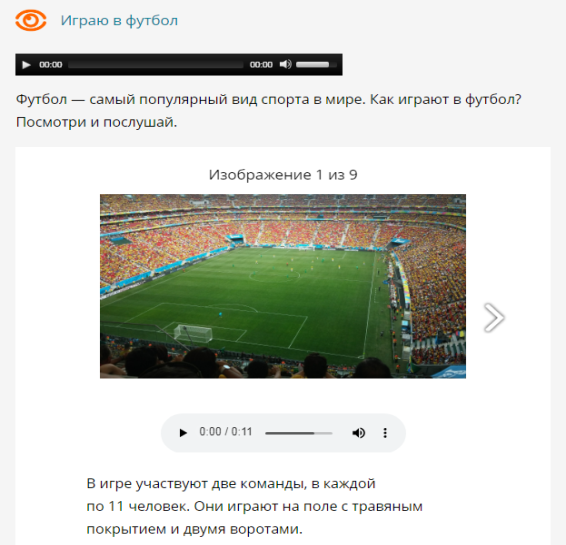 Играю в футбол
00:00 00:00
Футбол — самый популярный вид спорта в мире. Как играют в футбол?
Посмотри и послушай.
Изображение 1 из 9
0:00 / 0:11
В игре участвуют две команды, в каждой
по 11 человек. Они играют на поле с травяным
покрытием и двумя воротами.